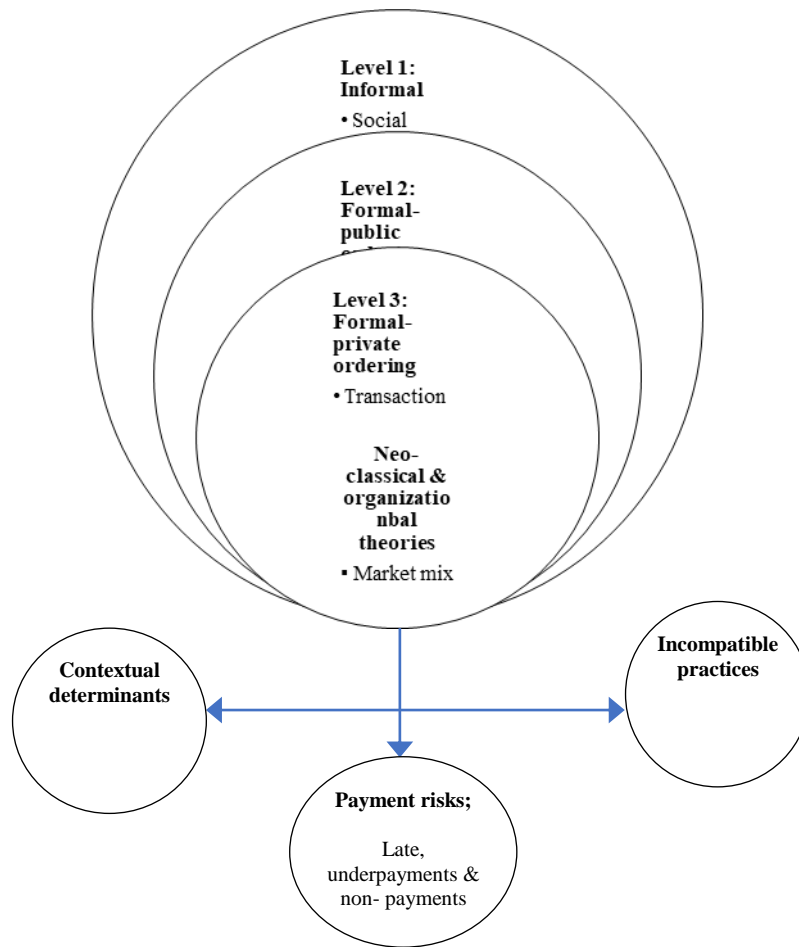 Level 1:
Informal
• Social
Level 2:
Formal-
public
Level 3:
Formal-
private
ordering
• Transaction
Neo-
classical &
organizatio
nbal
theories
▪ Market mix
Contextual
determinants
Incompatible
practices
Payment risks;
Late,
underpayments &
non- payments